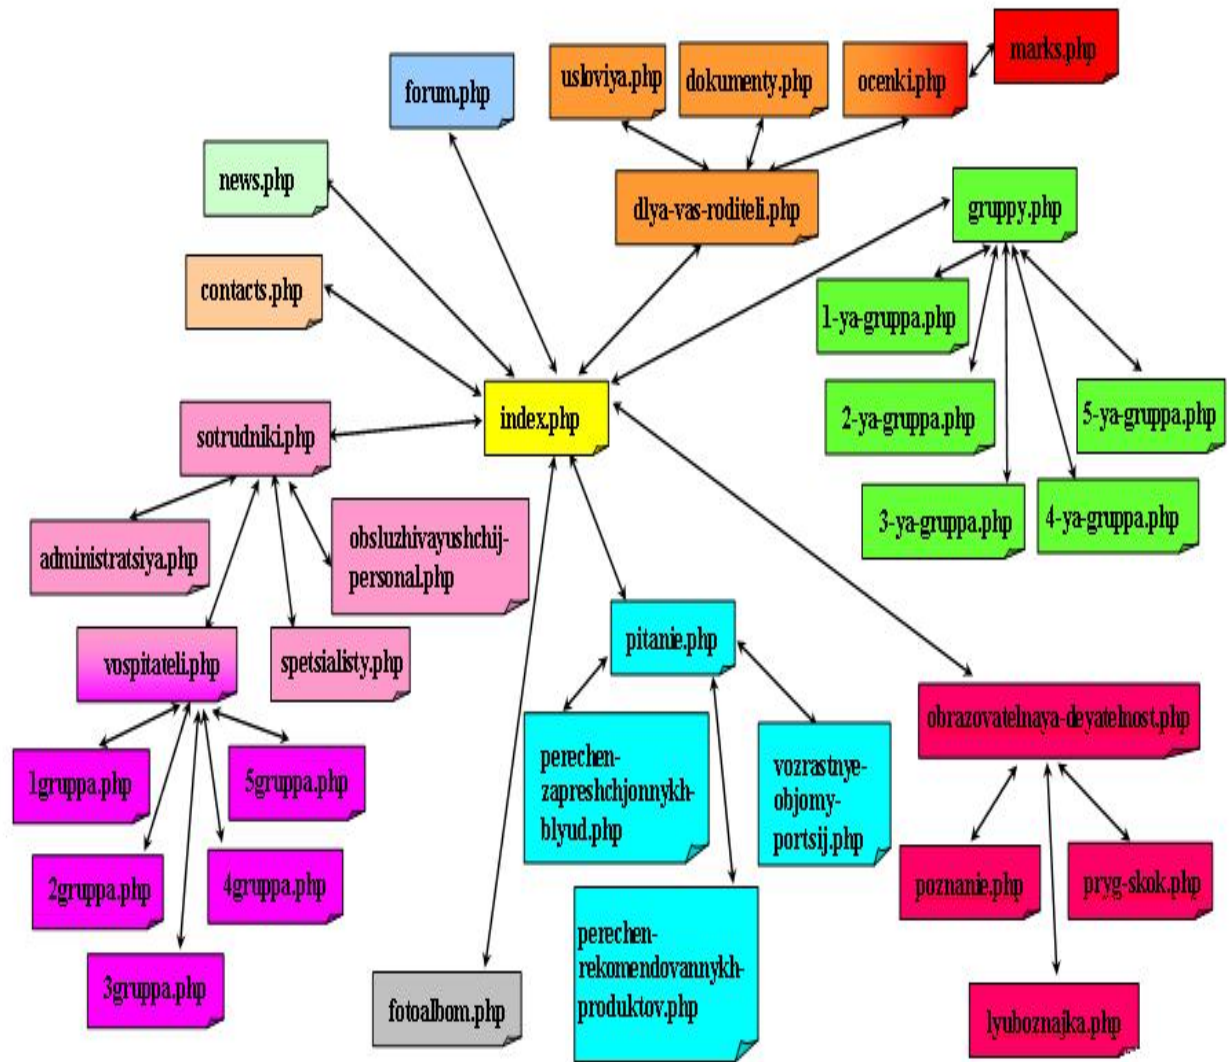 marks.php
usloviya.php
dokumenty.php
ocenki.php
forum.php
news.php
dlya-vas-roditeli.php
gruppy.php
contacts.php
1-ya-gruppa.php
index.php
2-ya-gruppa.php
5-ya-gruppa.php
sotrudniki.php
3-ya-gruppa.php
4-ya-gruppa.php
administratsiya.php
obsluzhivayushchij-
personal.php
vospitateli.php
spetsialisty.php
pitanie.php
obrazovatelnaya-deyatelnost.php
1gruppa.php
5gruppa.php
perechen-
zapreshchjonnykh-
blyud.php
vozrastnye-
objomy-
portsij.php
2gruppa.php
4gruppa.php
poznanie.php
pryg-skok.php
3gruppa.php
fotoalbom.php
perechen-
rekomendovannykh-
produktov.php
lyuboznajka.php